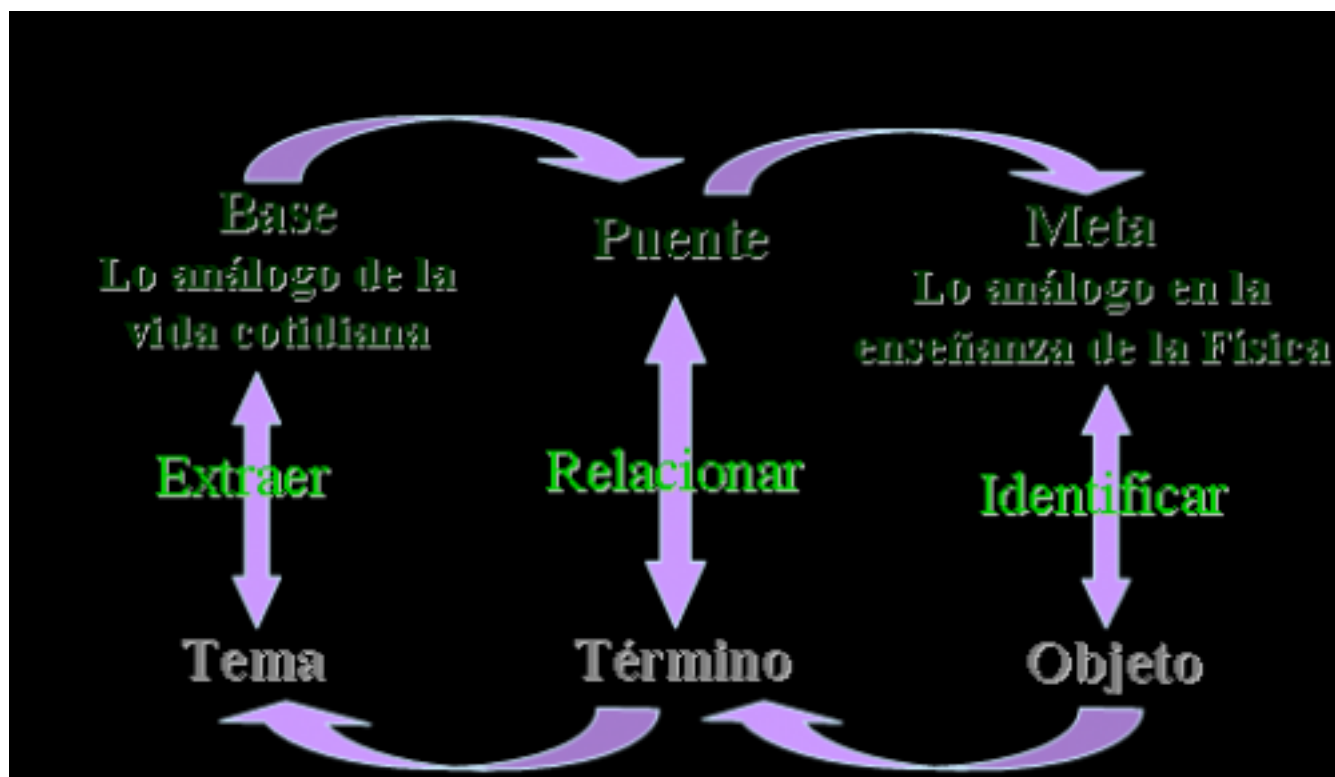 Base
Lo análogo de la
vida cotidiana
Puente
Meta
Lo análogo en la
enseñanza de la Física
Extraer
Relacionar
Identificar
Tema
Término
Objeto